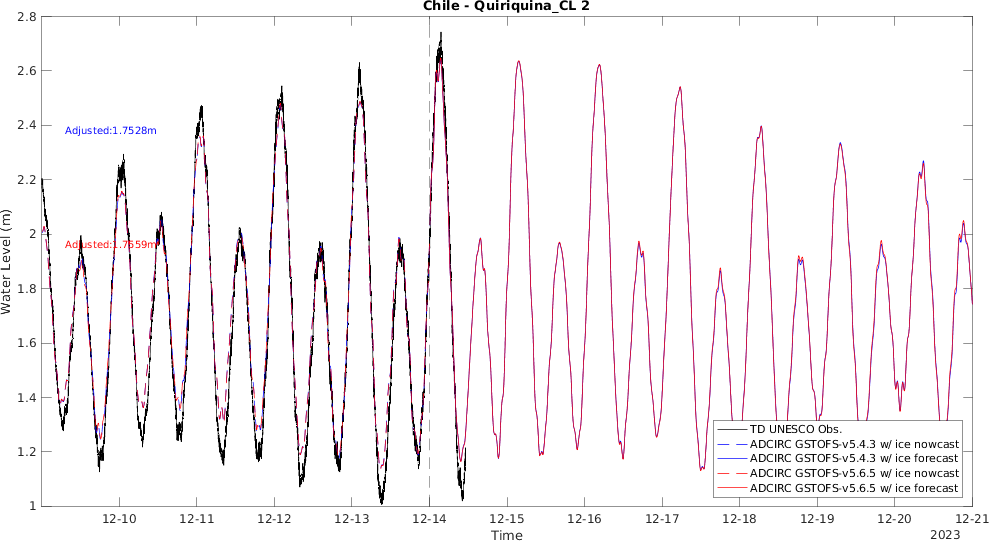 Chile - Quiriquina_CL 2
2.8
2.6
2.4
2.2
2
1.8
1.6
1.4
1.2
1
Water Level (m)
Adjusted:1.7528m
Adjusted:1.7559m
TD UNESCO Obs.
ADCIRC GSTOFS-v5.4.3 w/ ice nowcast
ADCIRC GSTOFS-v5.4.3 w/ ice forecast
ADCIRC GSTOFS-v5.6.5 w/ ice nowcast
ADCIRC GSTOFS-v5.6.5 w/ ice forecast
12-10 12-11 12-12 12-13 12-14 12-15 12-16 12-17 12-18 12-19 12-20 12-21
Time
2023